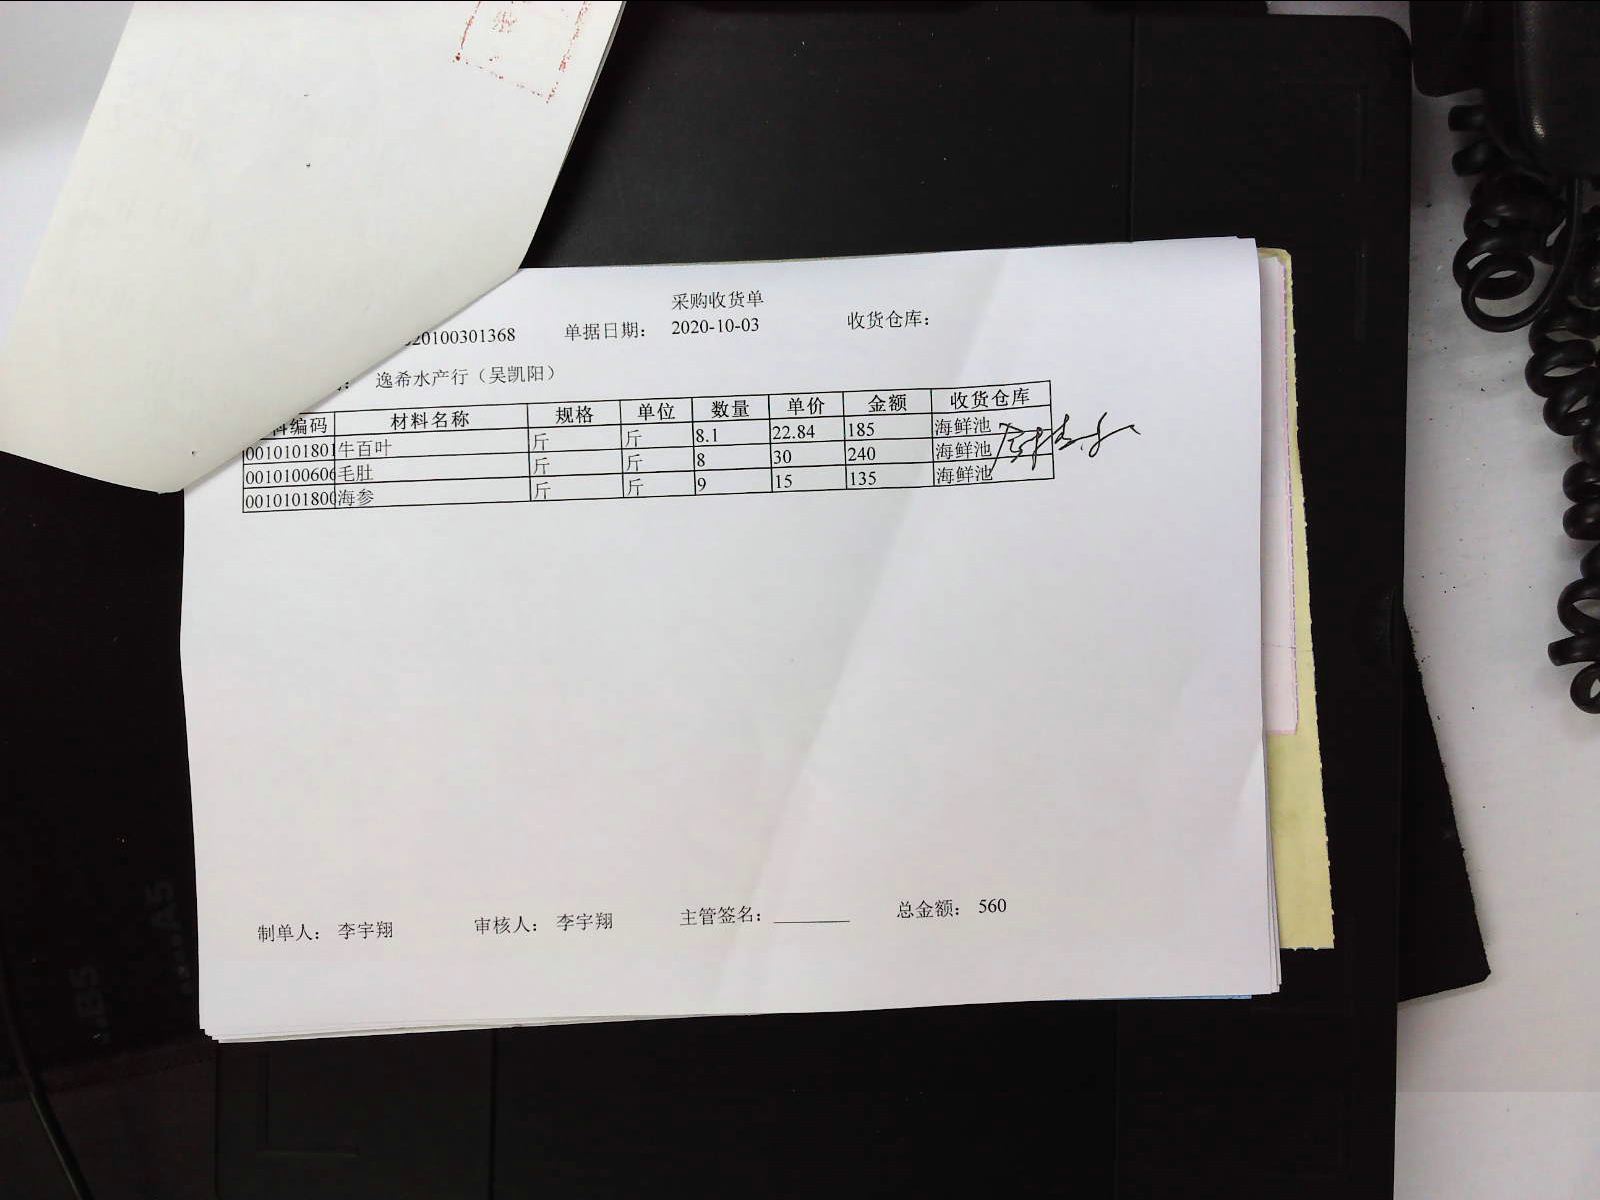 采购收货单
20100301368 单据日期： 2020-10-03 收货仓库：
： 逸希水产行（吴凯阳）
料编码 材料名称 规格 单位 数量 单价 金额 收货仓库
0010101801 牛百叶 斤 斤 8.1 22.84 185 海鲜池
0010100606 毛肚 斤 斤 8 30 240 海鲜池
0010101800 海参 斤 斤 9 15 135 海鲜池
制单人： 李宇翔 审核人： 李宇翔 主管签名： 总金额： 560